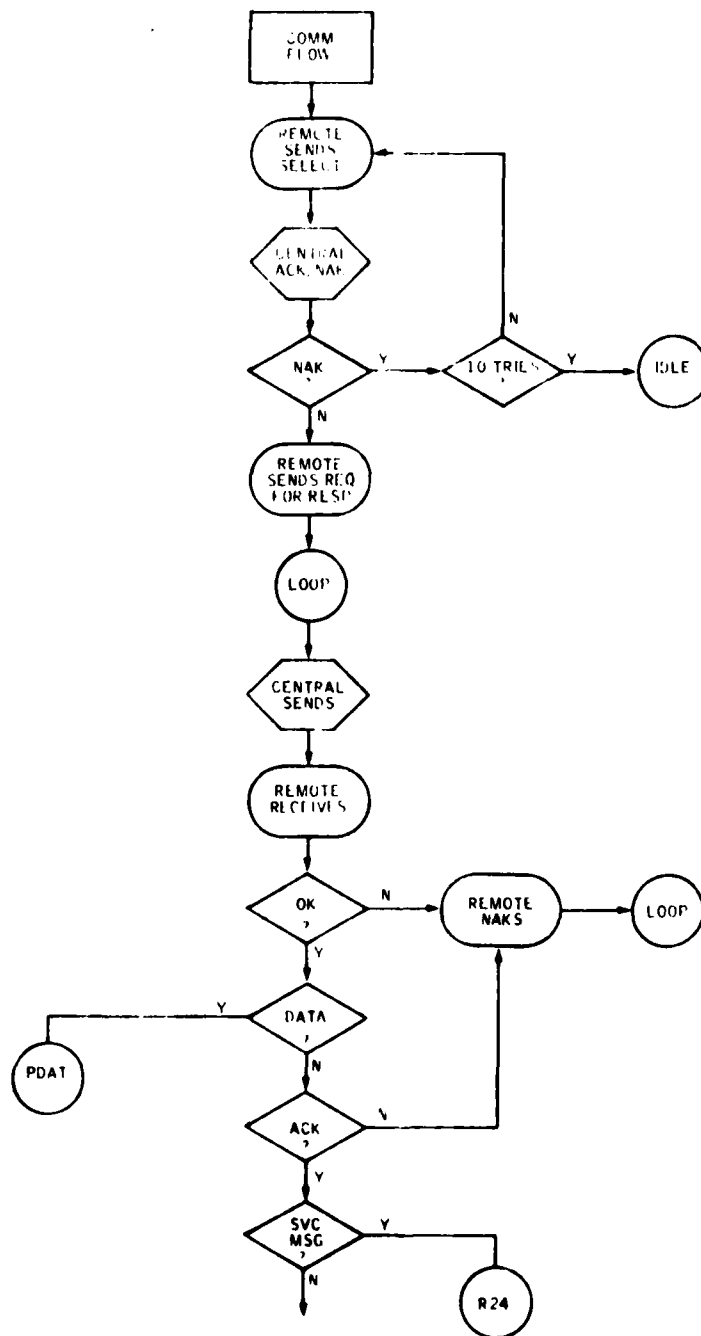 COMM
FLOW
REMOTE
SENDS
SELECT
CENTRAL
ACK/NAK
N
NAK
?
Y
10 TRIES
?
Y
IDLE
N
REMOTE
SENDS REQ
FOR RESP
LOOP
CENTRAL
SENDS
REMOTE
RECEIVES
OK
?
N
REMOTE
NAKS
LOOP
Y
Y
DATA
?
PDAT
N
ACK
?
N
Y
SVC
MSG
?
Y
N
R24